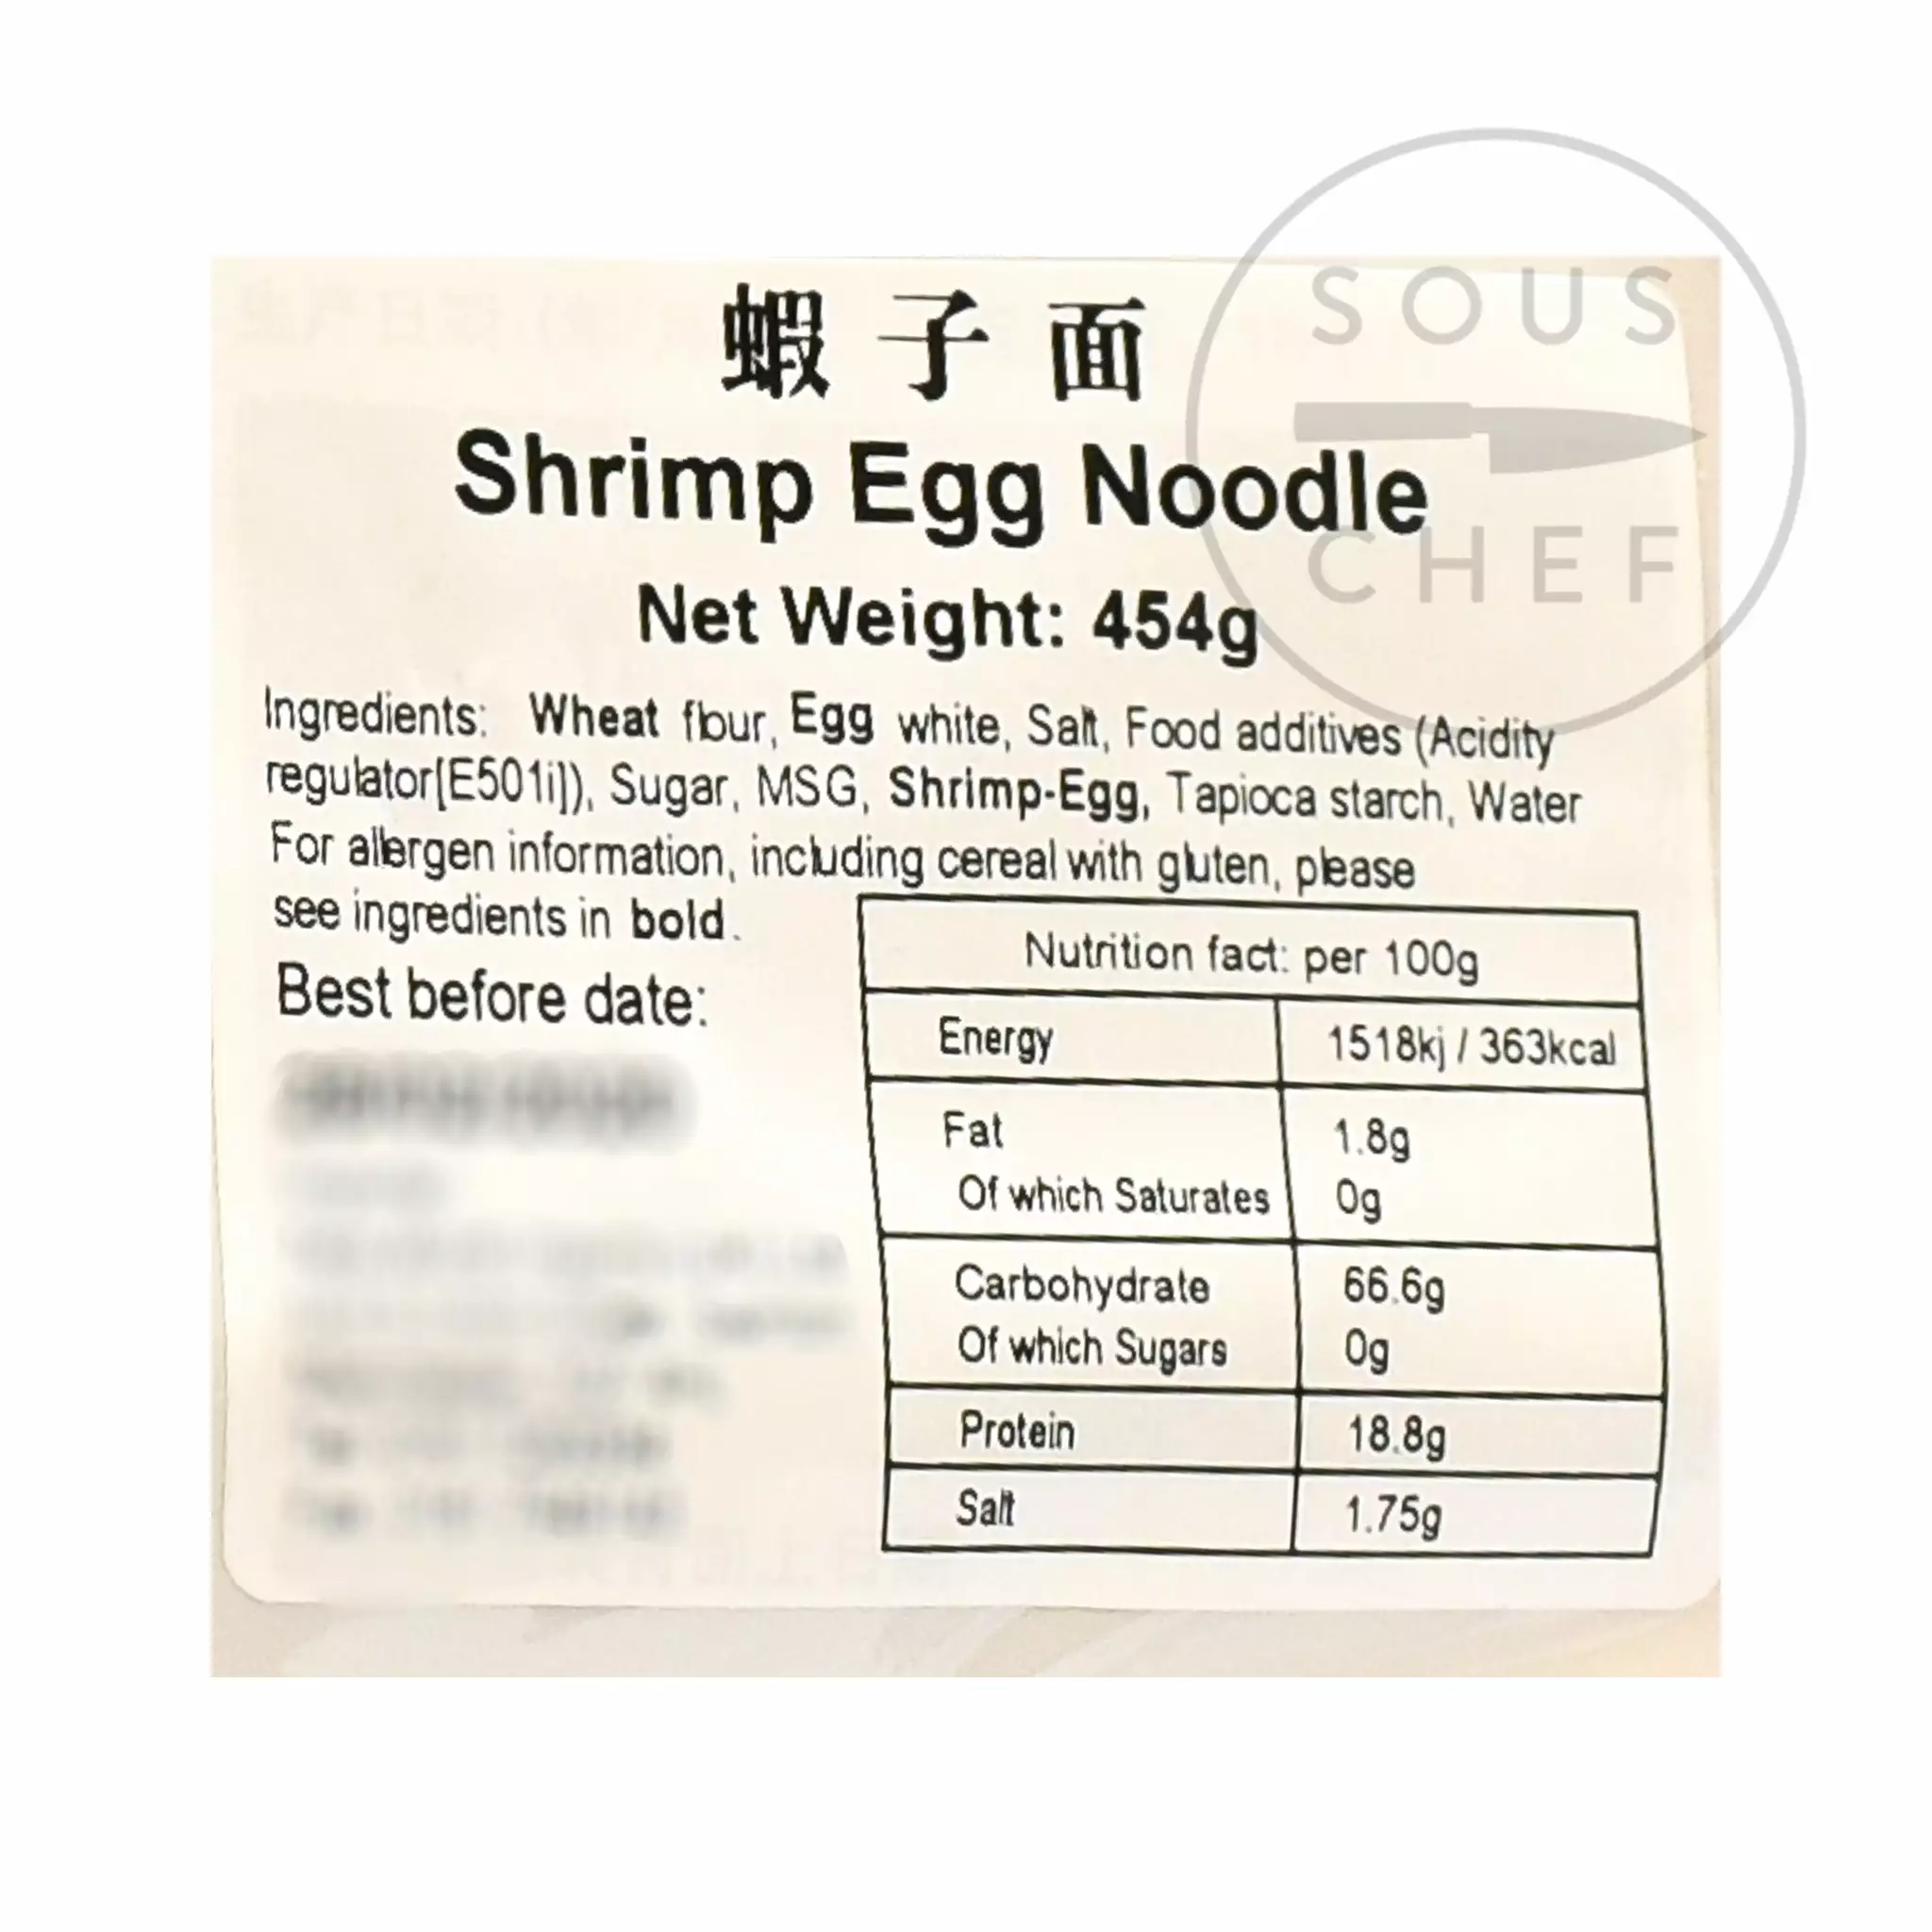 蝦子面
Shrimp Egg Noodle
Net Weight: 454g
Ingredients: Wheat flour, Egg white, Salt, Food additives (Acidity
regulator[E501i]), Sugar, MSG, Shrimp-Egg, Tapioca starch, Water
For allergen information, including cereal with gluten, please
see ingredients in bold.
Best before date:
Nutrition fact: per 100g
Energy 1518kj / 363kcal
Fat 1.8g
Of which Saturates 0g
Carbohydrate 66.6g
Of which Sugars 0g
Protein 18.8g
Salt 1.75g
SOUS
CHEF